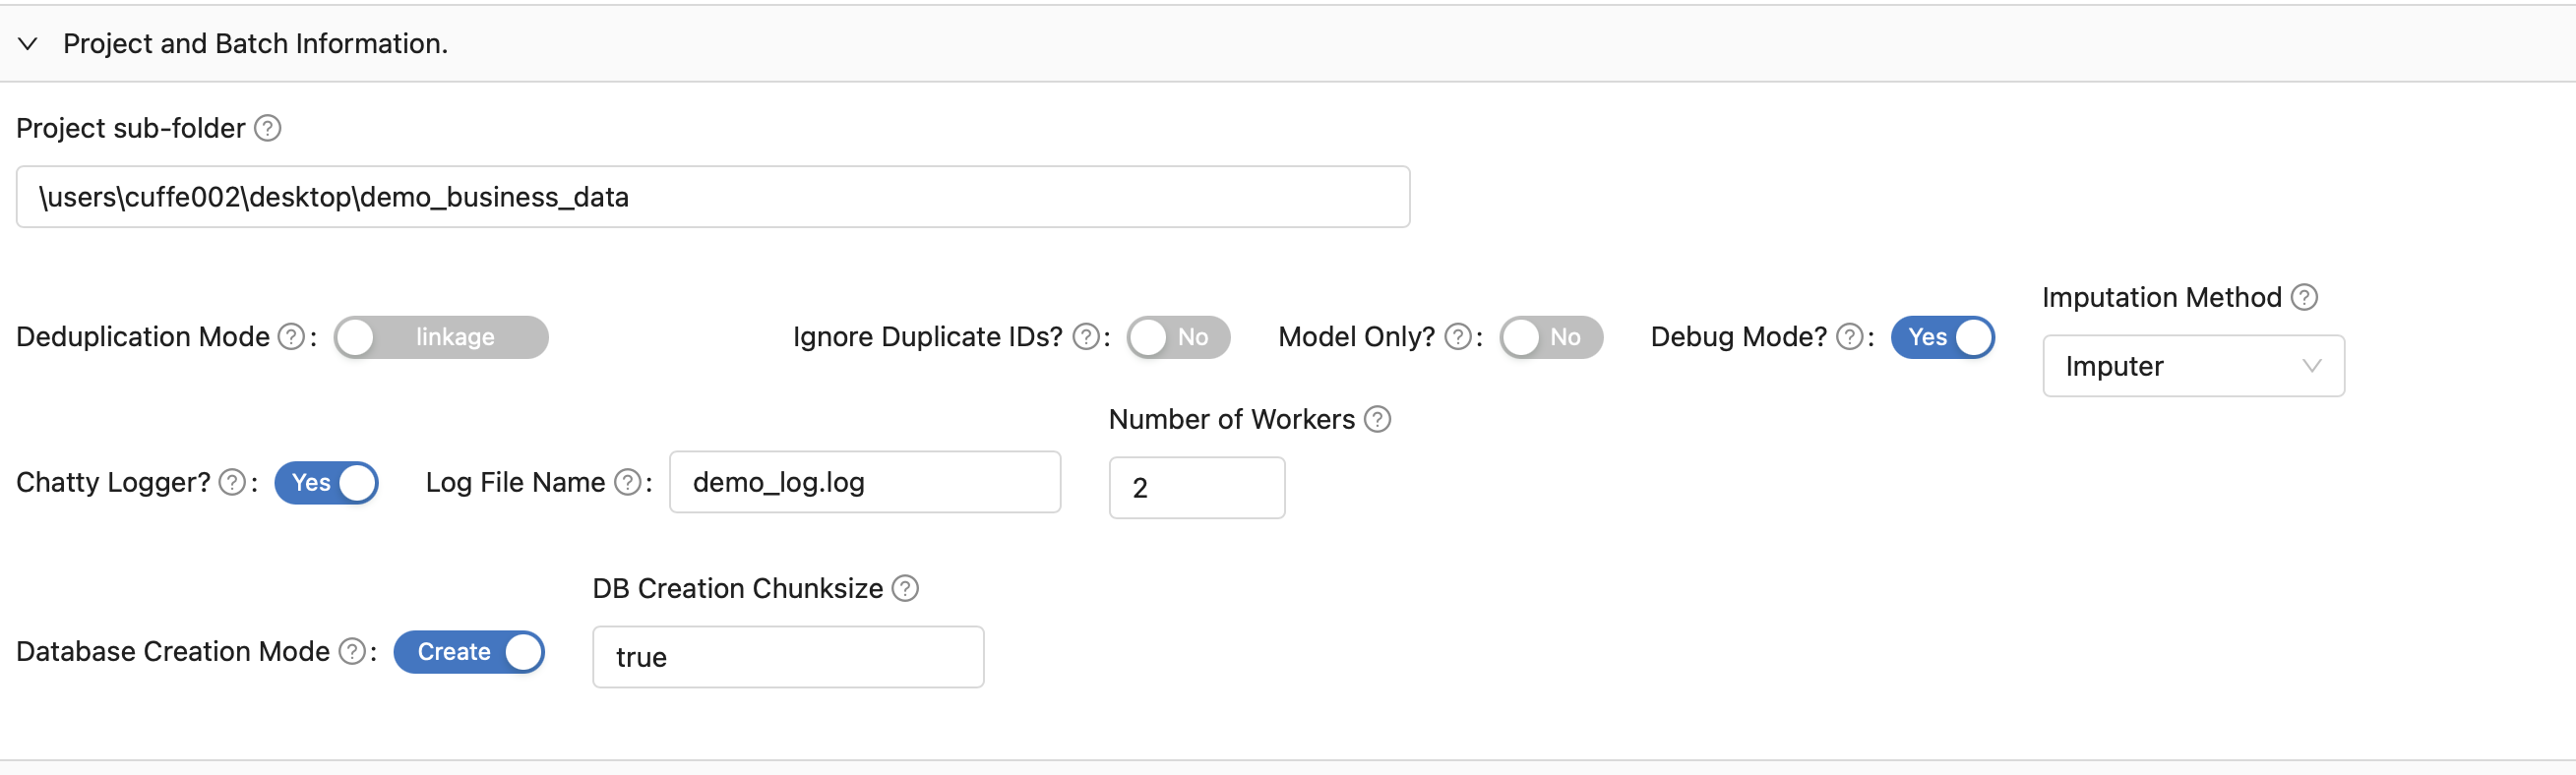 Project and Batch Information.
Project sub-folder ?
\users\cuffe002\desktop\demo_business_data
Imputation Method ?
Deduplication Mode ? : linkage Ignore Duplicate IDs? ? : No Model Only? ? : No Debug Mode? ? : Yes
Imputer
Number of Workers ?
Chatty Logger? ? : Yes Log File Name ? : demo_log.log
2
DB Creation Chunksize ?
Database Creation Mode ? : Create
true